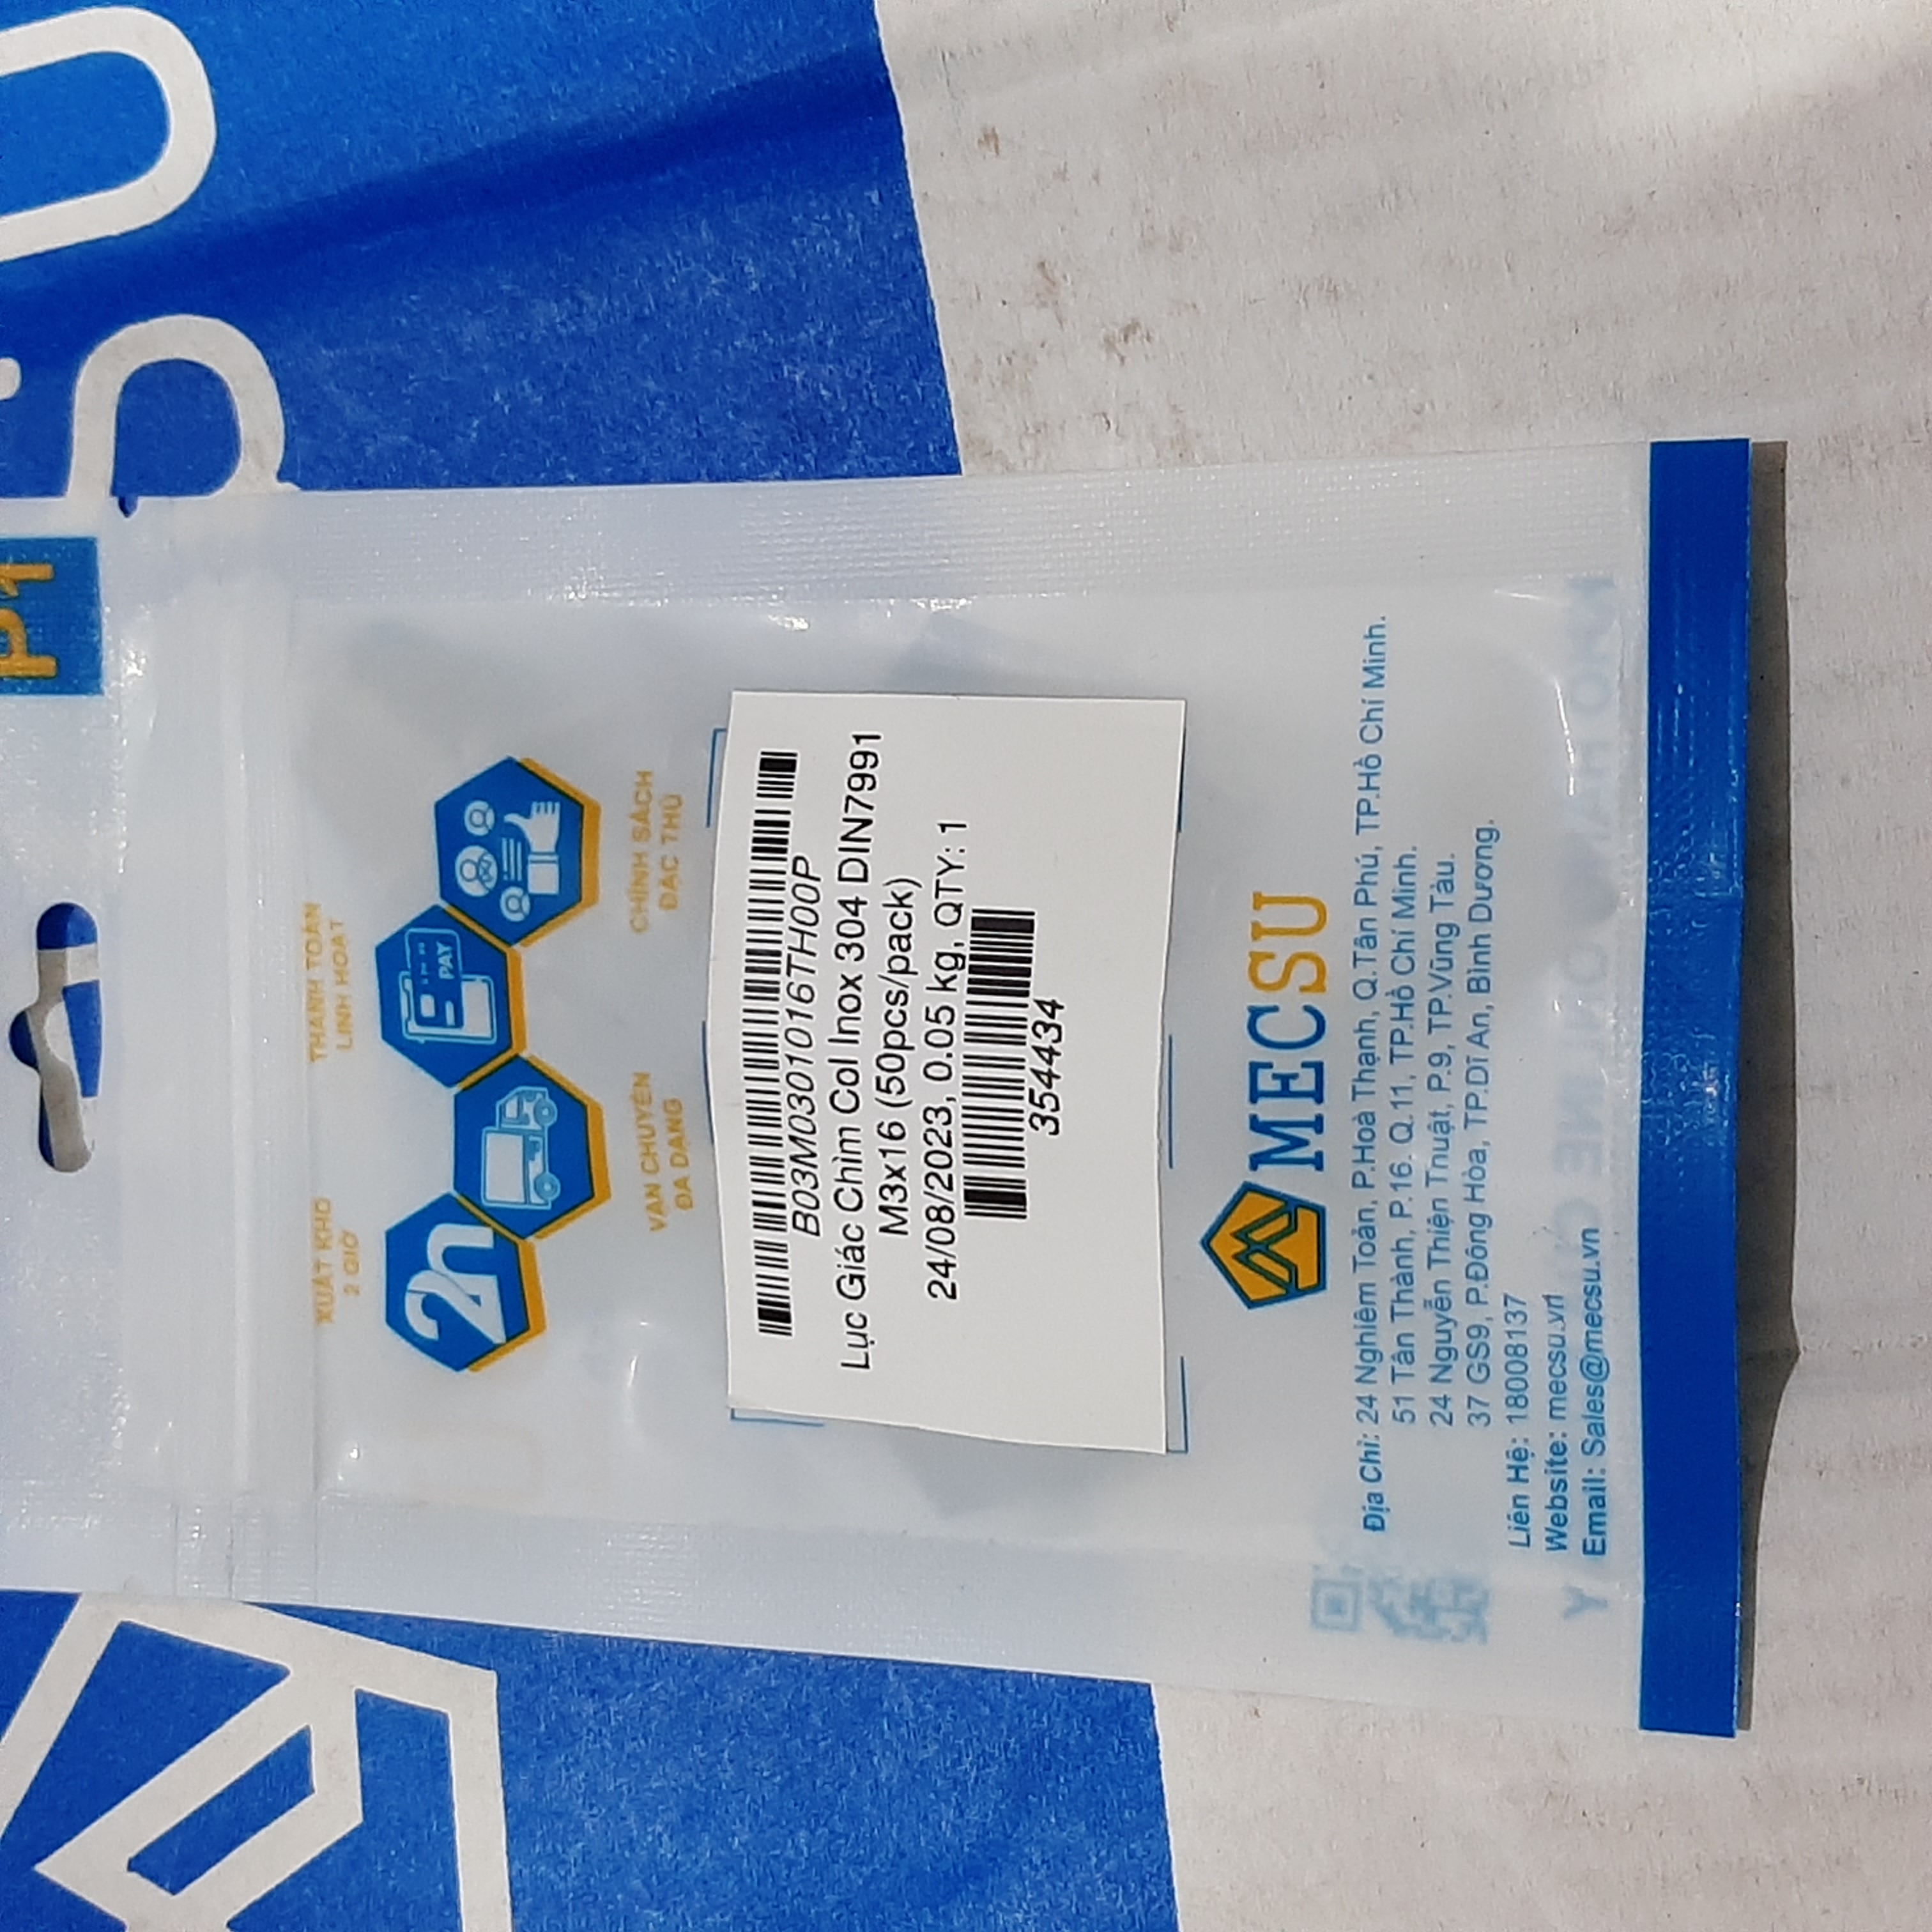 P1
XUẤT KHO
2 GIỜ
THANH TOÁN
LINH HOẠT
2h
PAY
VẬN CHUYỂN
ĐA DẠNG
CHÍNH SÁCH
ĐẶC THÙ
B03M0301016TH00P
Lục Giác Chìm Col Inox 304 DIN7991
M3x16 (50pcs/pack)
24/08/2023, 0.05 kg, QTY: 1
354434
MECSU
Địa Chỉ: 24 Nghiêm Toản, P.Hoà Thạnh, Q.Tân Phú, TP.Hồ Chí Minh.
51 Tân Thành, P.16. Q.11, TP.Hồ Chí Minh.
24 Nguyễn Thiện Thuật, P.9, TP.Vũng Tàu.
37 GS9, P.Đông Hòa, TP.Dĩ An, Bình Dương.
Liên Hệ: 18008137
Website: mecsu.vn
Email: Sales@mecsu.vn